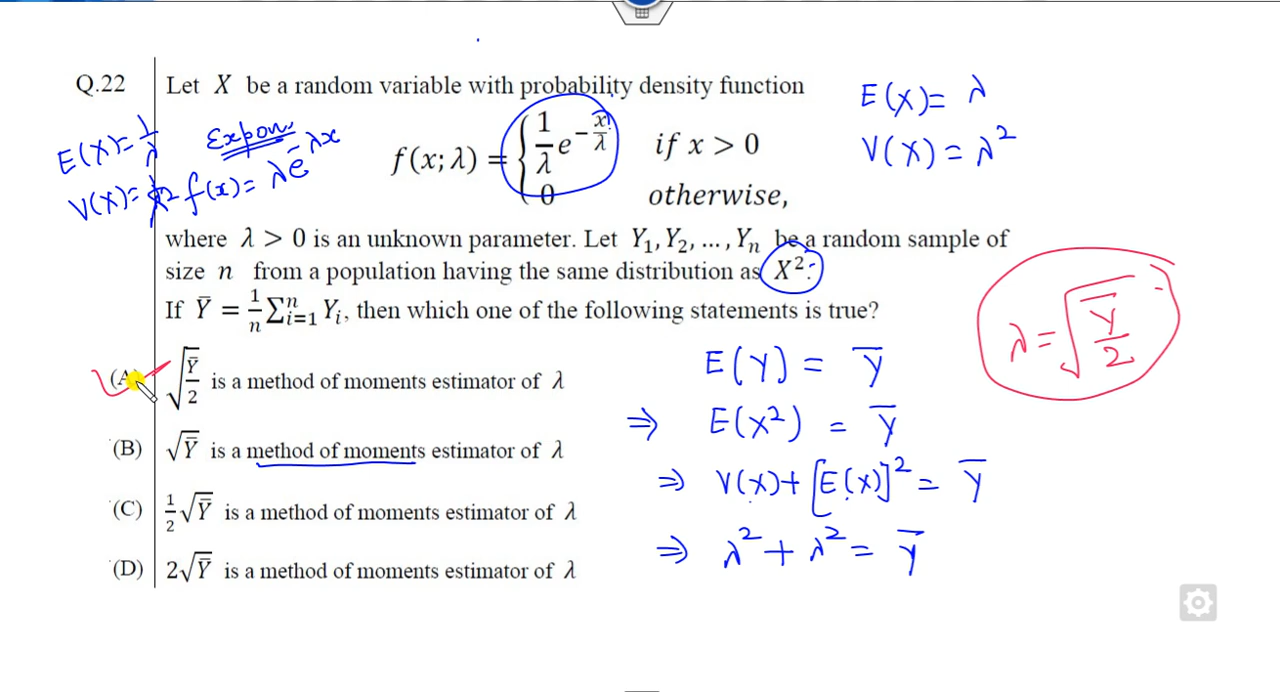 Q.22 Let X be a random variable with probability density function
E(X) = λ
V(X) = λ²
E(X) = 1/λ
Expon
V(X) = 1/λ² f(x) = λe^{-λx}
f(x; λ) = { 1/λ e^{-x/λ} if x > 0
0 otherwise,
where λ > 0 is an unknown parameter. Let Y₁, Y₂, … , Yₙ be a random sample of
size n from a population having the same distribution as X².
If Ȳ = 1/n ∑ⁿᵢ₌₁ Yᵢ, then which one of the following statements is true?
λ = √(Ȳ/2)
(A) √(Ȳ/2) is a method of moments estimator of λ
(B) √Ȳ is a method of moments estimator of λ
(C) 1/2 √Ȳ is a method of moments estimator of λ
(D) 2√Ȳ is a method of moments estimator of λ
E(Y) = Ȳ
⇒ E(X²) = Ȳ
⇒ V(X) + [E(X)]² = Ȳ
⇒ λ² + λ² = Ȳ